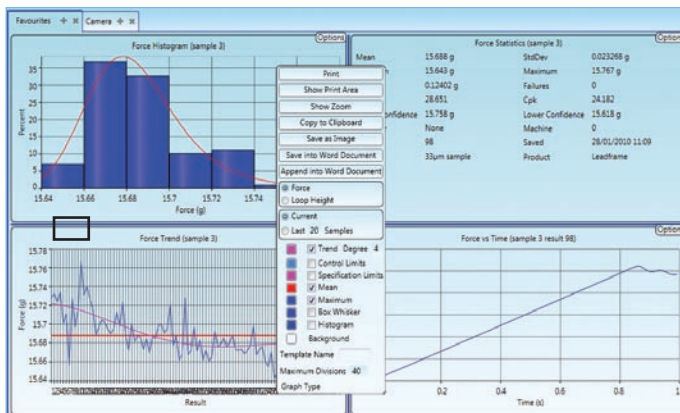 Favourites
Camera
Force Histogram (sample 3)
Options
Percent
35
30
25
20
15
10
5
0
15.64 15.66 15.68 15.70 15.72 15.74
Force (g)
Print
Show Print Area
Show Zoom
Copy to Clipboard
Save as Image
Save into Word Document
Append into Word Document
Force
Loop Height
Current
Last 20 Samples
Trend Degree 4
Control Limits
Specification Limits
Mean
Maximum
Box Whisker
Histogram
Background
Template Name
Maximum Divisions 40
Graph Type
Force Statistics (sample 3)
Options
Mean 15.688 g StdDev 0.023268 g
15.643 g Maximum 15.767 g
0.12402 g Failures 0
28.651 Cpk 24.182
onfidence 15.758 g Lower Confidence 15.618 g
None Machine 0
98 Saved 28/01/2010 11:09
33µm sample Product Leadframe
Force Trend (sample 3)
Force (g)
15.78
15.76
15.74
15.72
15.7
15.68
15.66
15.64
Result
Force vs Time (sample 3 result 98)
Option
0 0.2 0.4 0.6 0.8 1
Time (s)